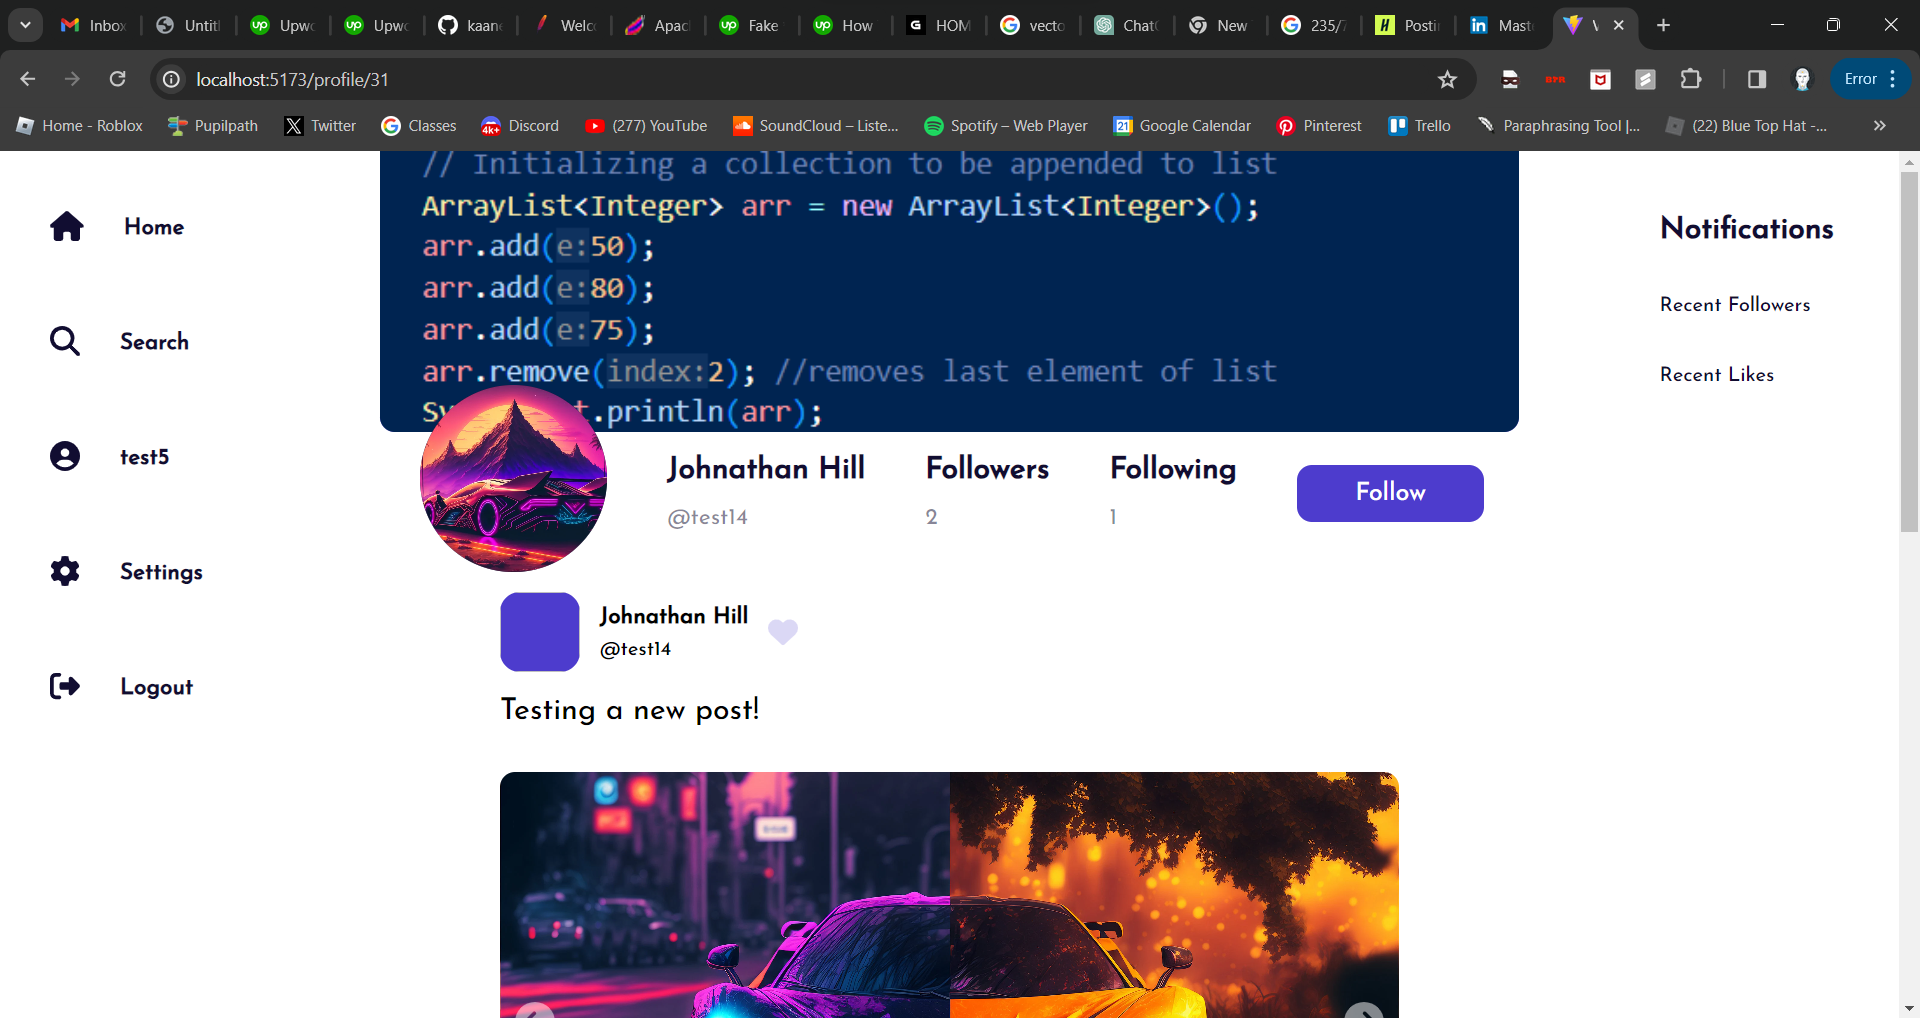 Inbo
Untitl
Upwo
Upwo
kaan
Welc
Apac
Fake
How
HOM
vecto
Chat
New
235/
Posti
Mast
localhost:5173/profile/31
Error
Home - Roblox
Pupilpath
Twitter
Classes
Discord
(277) YouTube
SoundCloud – Liste...
Spotify – Web Player
Google Calendar
Pinterest
Trello
Paraphrasing Tool |...
(22) Blue Top Hat -...
// Initializing a collection to be appended to list
ArrayList<Integer> arr = new ArrayList<Integer>();
arr.add(e:50);
arr.add(e:80);
arr.add(e:75);
arr.remove(index:2); //removes last element of list
Sy t.println(arr);
Home
Search
test5
Settings
Logout
Johnathan Hill
@test14
Followers
2
Following
1
Follow
Johnathan Hill
@test14
Testing a new post!
Notifications
Recent Followers
Recent Likes